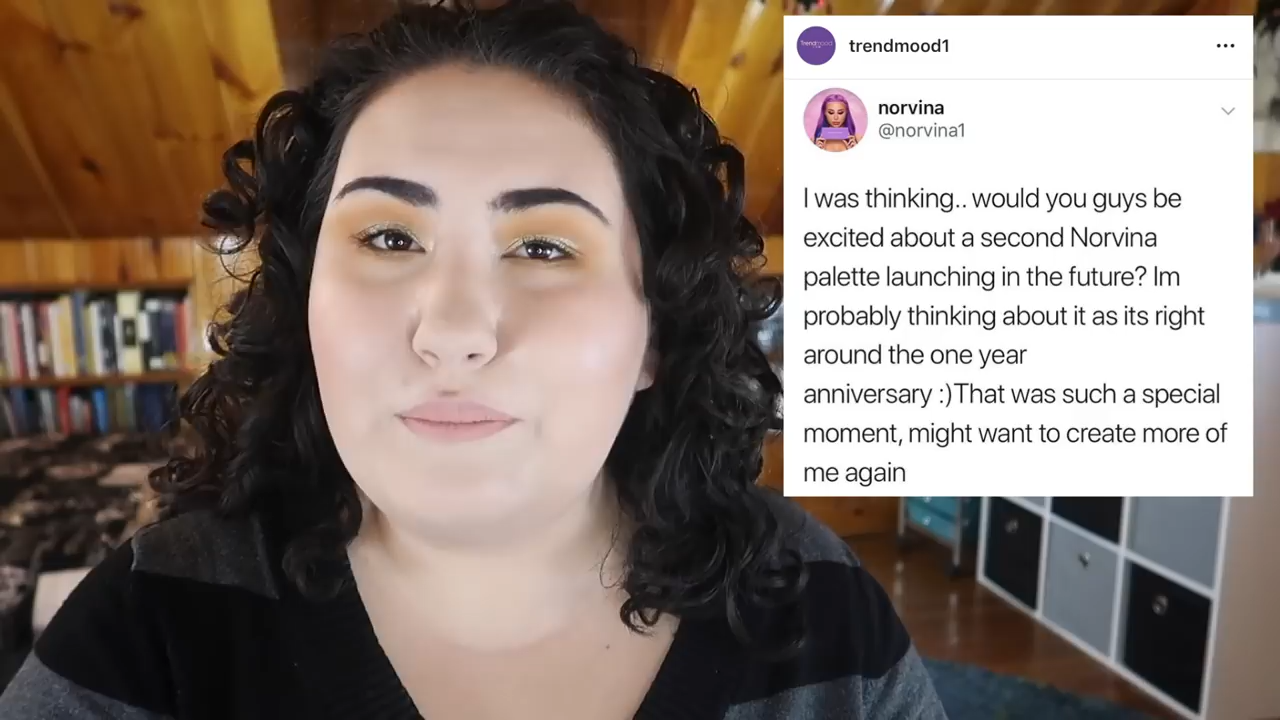 trendmood1
norvina
@norvina1
I was thinking.. would you guys be
excited about a second Norvina
palette launching in the future? Im
probably thinking about it as its right
around the one year
anniversary :)That was such a special
moment, might want to create more of
me again